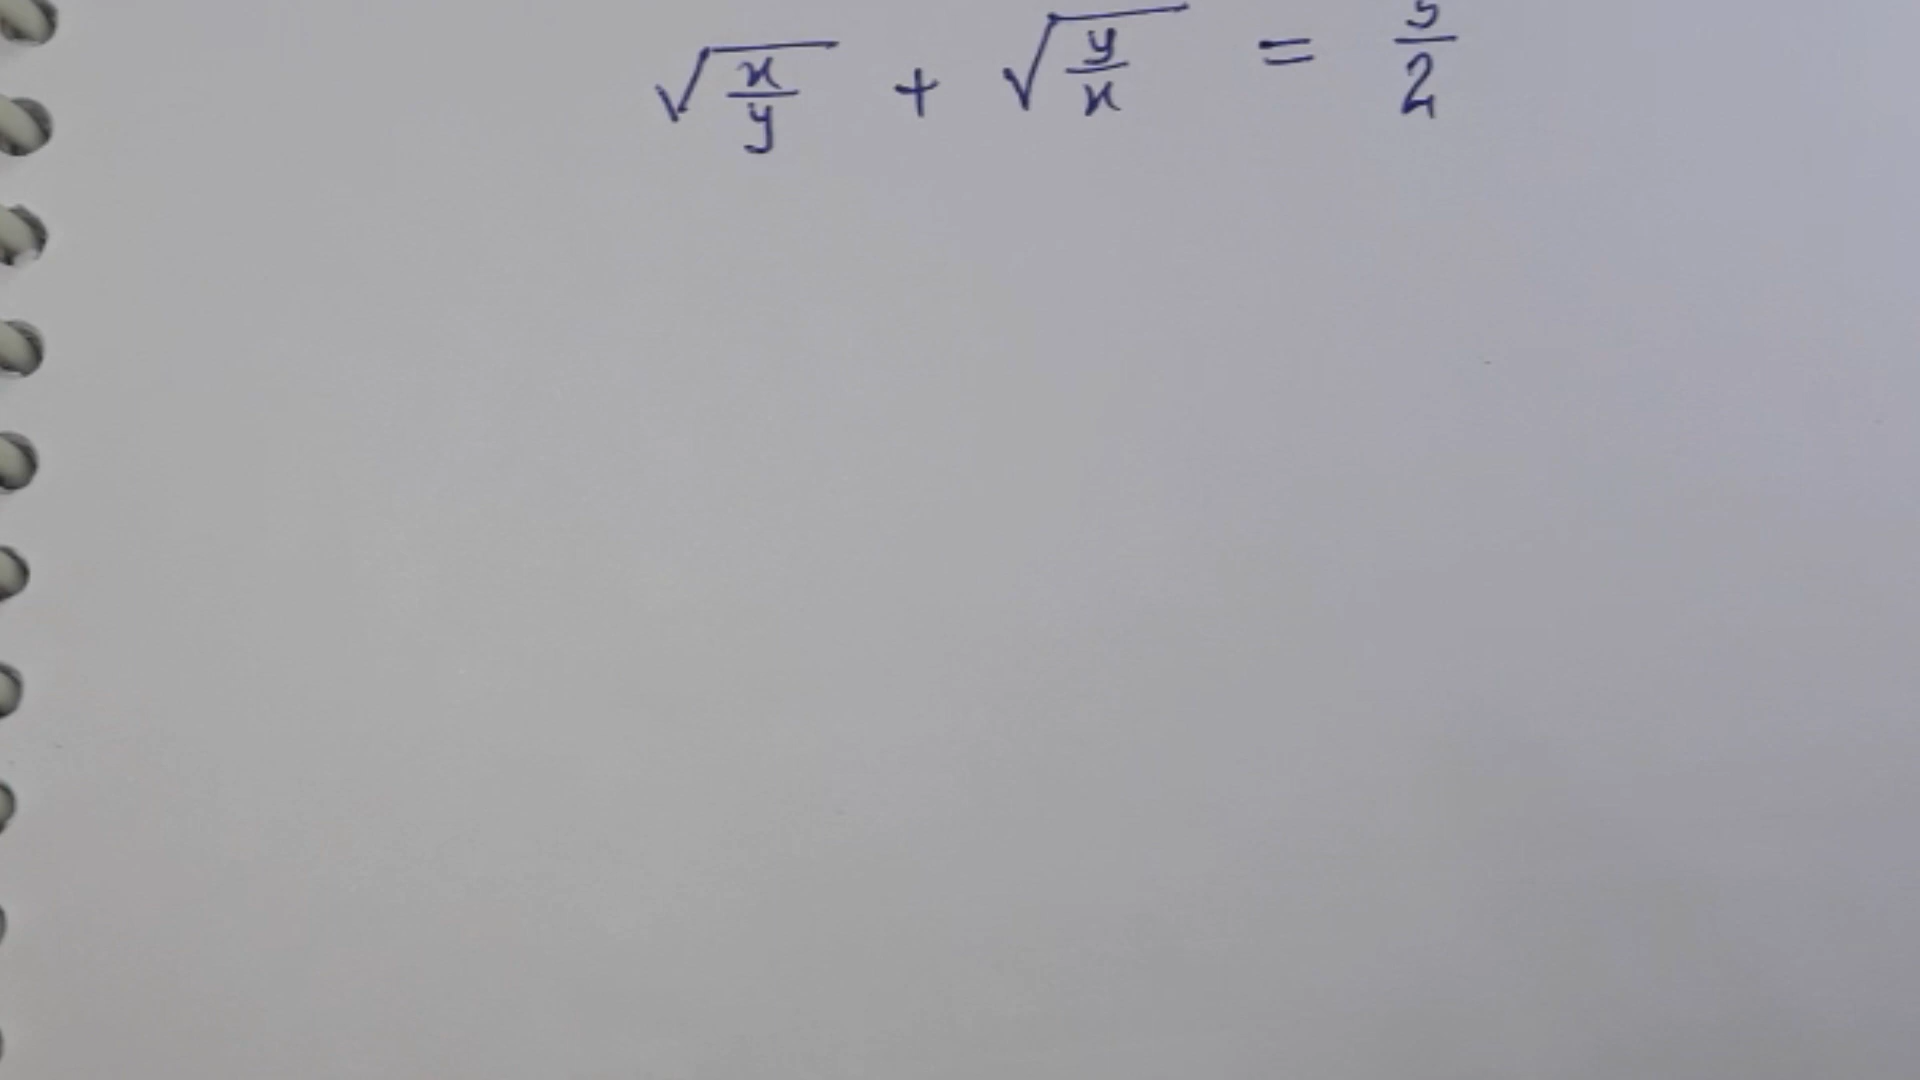 √(x/y) + √(y/x) = 5/2